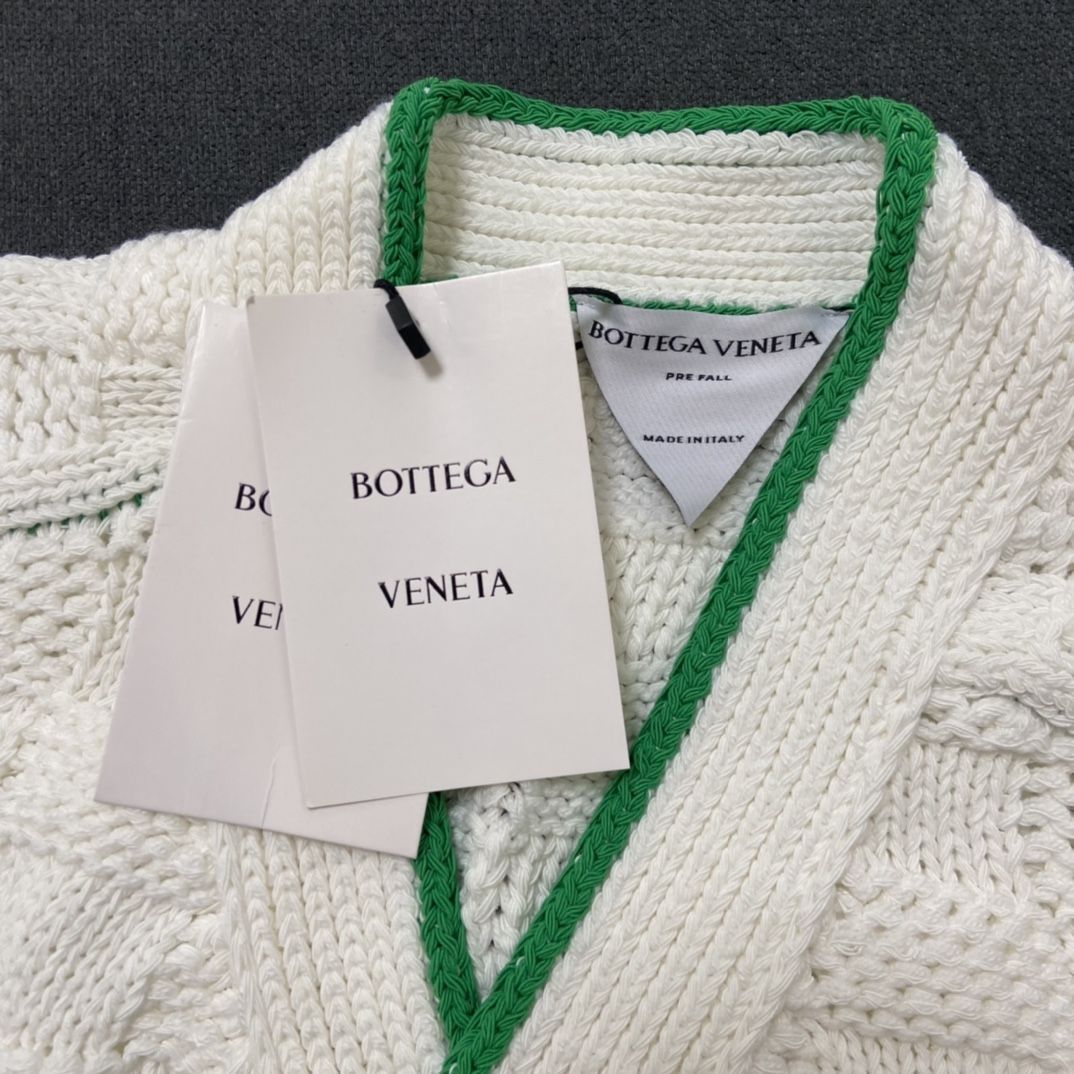 BOTTEGA VENETA
PRE FALL
MADE IN ITALY
BOTTEGA
VENETA
BO
VEN